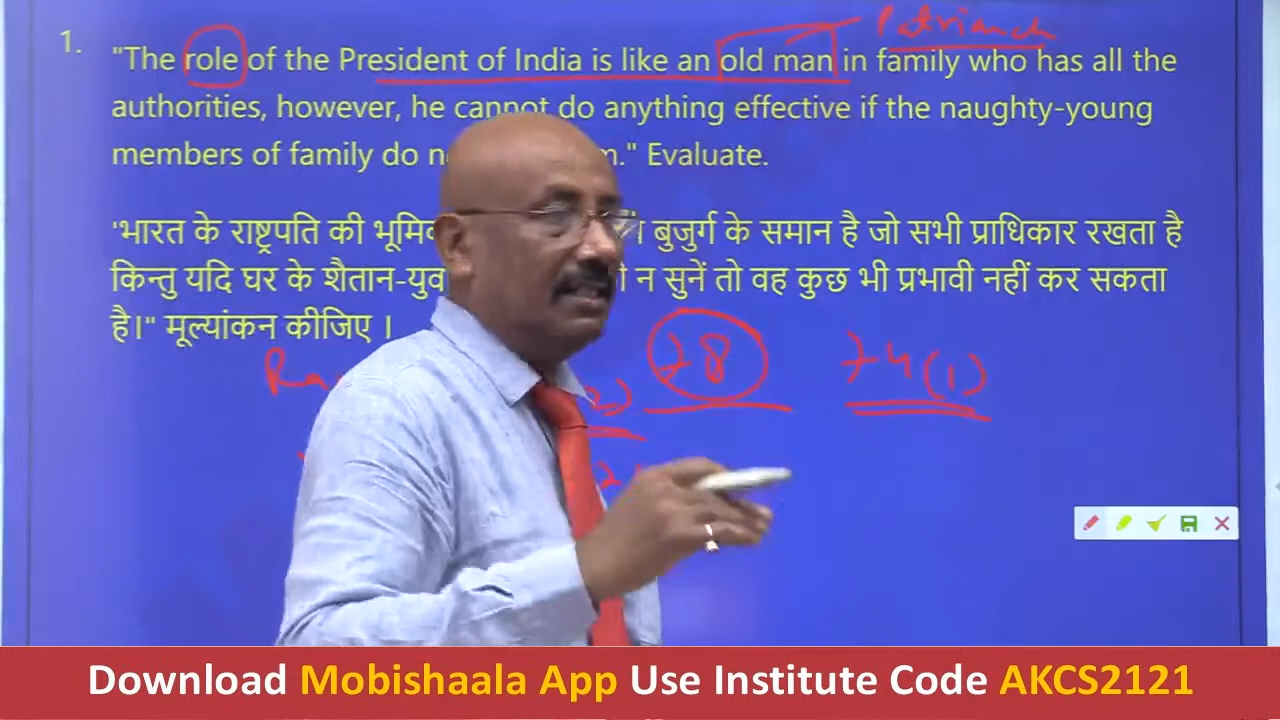 Patriarch
1. "The role of the President of India is like an old man in family who has all the
authorities, however, he cannot do anything effective if the naughty-young
members of family do m." Evaluate.
'भारत के राष्ट्रपति की बुजुर्ग के समान है जो सभी प्राधिकार रखता है
किन्तु यदि घर के शैतान- न सुनें तो वह कुछ भी प्रभावी नहीं कर सकता
है।" मूल्यांकन कीजिए ।
78 74(1)
Download Mobishaala App Use Institute Code AKCS2121